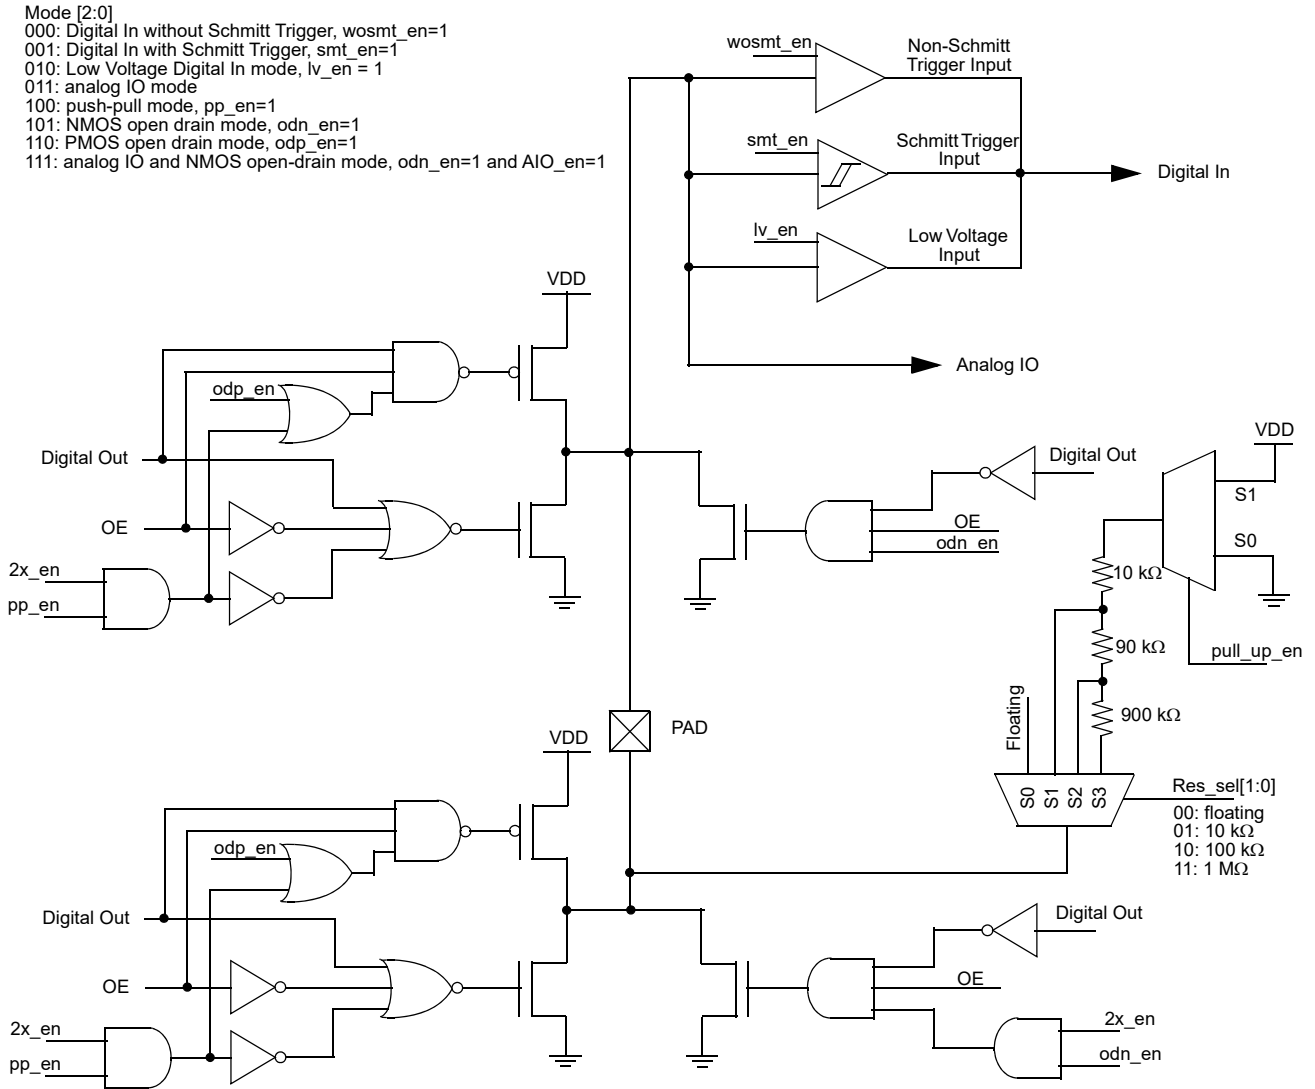 Mode [2:0]
000: Digital In without Schmitt Trigger, wosmt_en=1
001: Digital In with Schmitt Trigger, smt_en=1
010: Low Voltage Digital In mode, lv_en = 1
011: analog IO mode
100: push-pull mode, pp_en=1
101: NMOS open drain mode, odn_en=1
110: PMOS open drain mode, odp_en=1
111: analog IO and NMOS open-drain mode, odn_en=1 and AIO_en=1
wosmt_en
Non-Schmitt
Trigger Input
smt_en
Schmitt Trigger
Input
Digital In
lv_en
Low Voltage
Input
Analog IO
VDD
odp_en
Digital Out
OE
2x_en
pp_en
Digital Out
OE
odn_en
VDD
S1
S0
10 kΩ
90 kΩ
pull_up_en
900 kΩ
Floating
S0
S1
S2
S3
Res_sel[1:0]
00: floating
01: 10 kΩ
10: 100 kΩ
11: 1 MΩ
PAD
VDD
odp_en
Digital Out
OE
2x_en
pp_en
Digital Out
OE
2x_en
odn_en